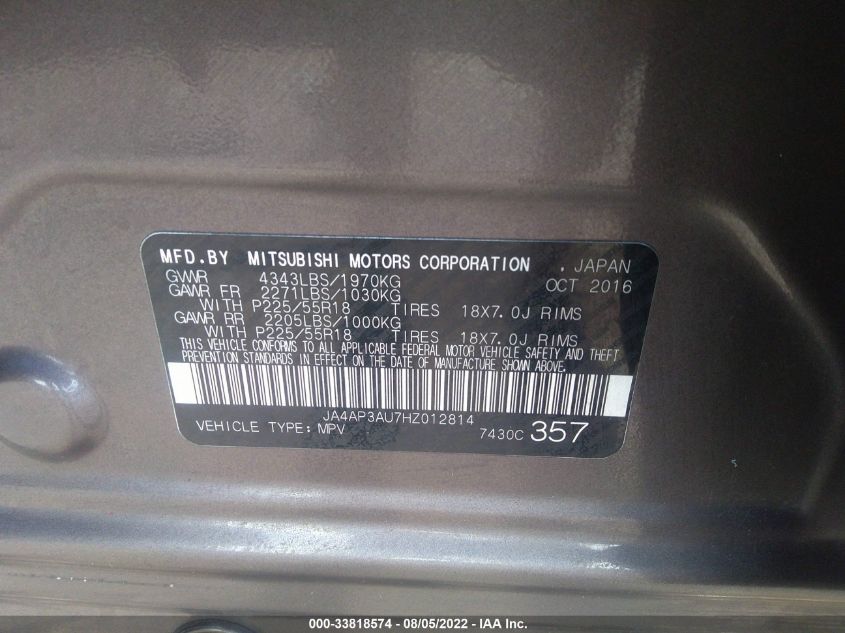 MFD.BY MITSUBISHI MOTORS CORPORATION , JAPAN
GVWR 4343LBS/1970KG OCT 2016
GAWR FR 2271LBS/1030KG
WITH P225/55R18 TIRES 18X7.0J RIMS
GAWR RR 2205LBS/1000KG
WITH P225/55R18 TIRES 18X7.0J RIMS
THIS VEHICLE CONFORMS TO ALL APPLICABLE FEDERAL MOTOR VEHICLE SAFETY AND THEFT
PREVENTION STANDARDS IN EFFECT ON THE DATE OF MANUFACTURE SHOWN ABOVE.
JA4AP3AU7HZ012814
VEHICLE TYPE: MPV 7430C 357
000-33818574 - 08/05/2022 - IAA Inc.